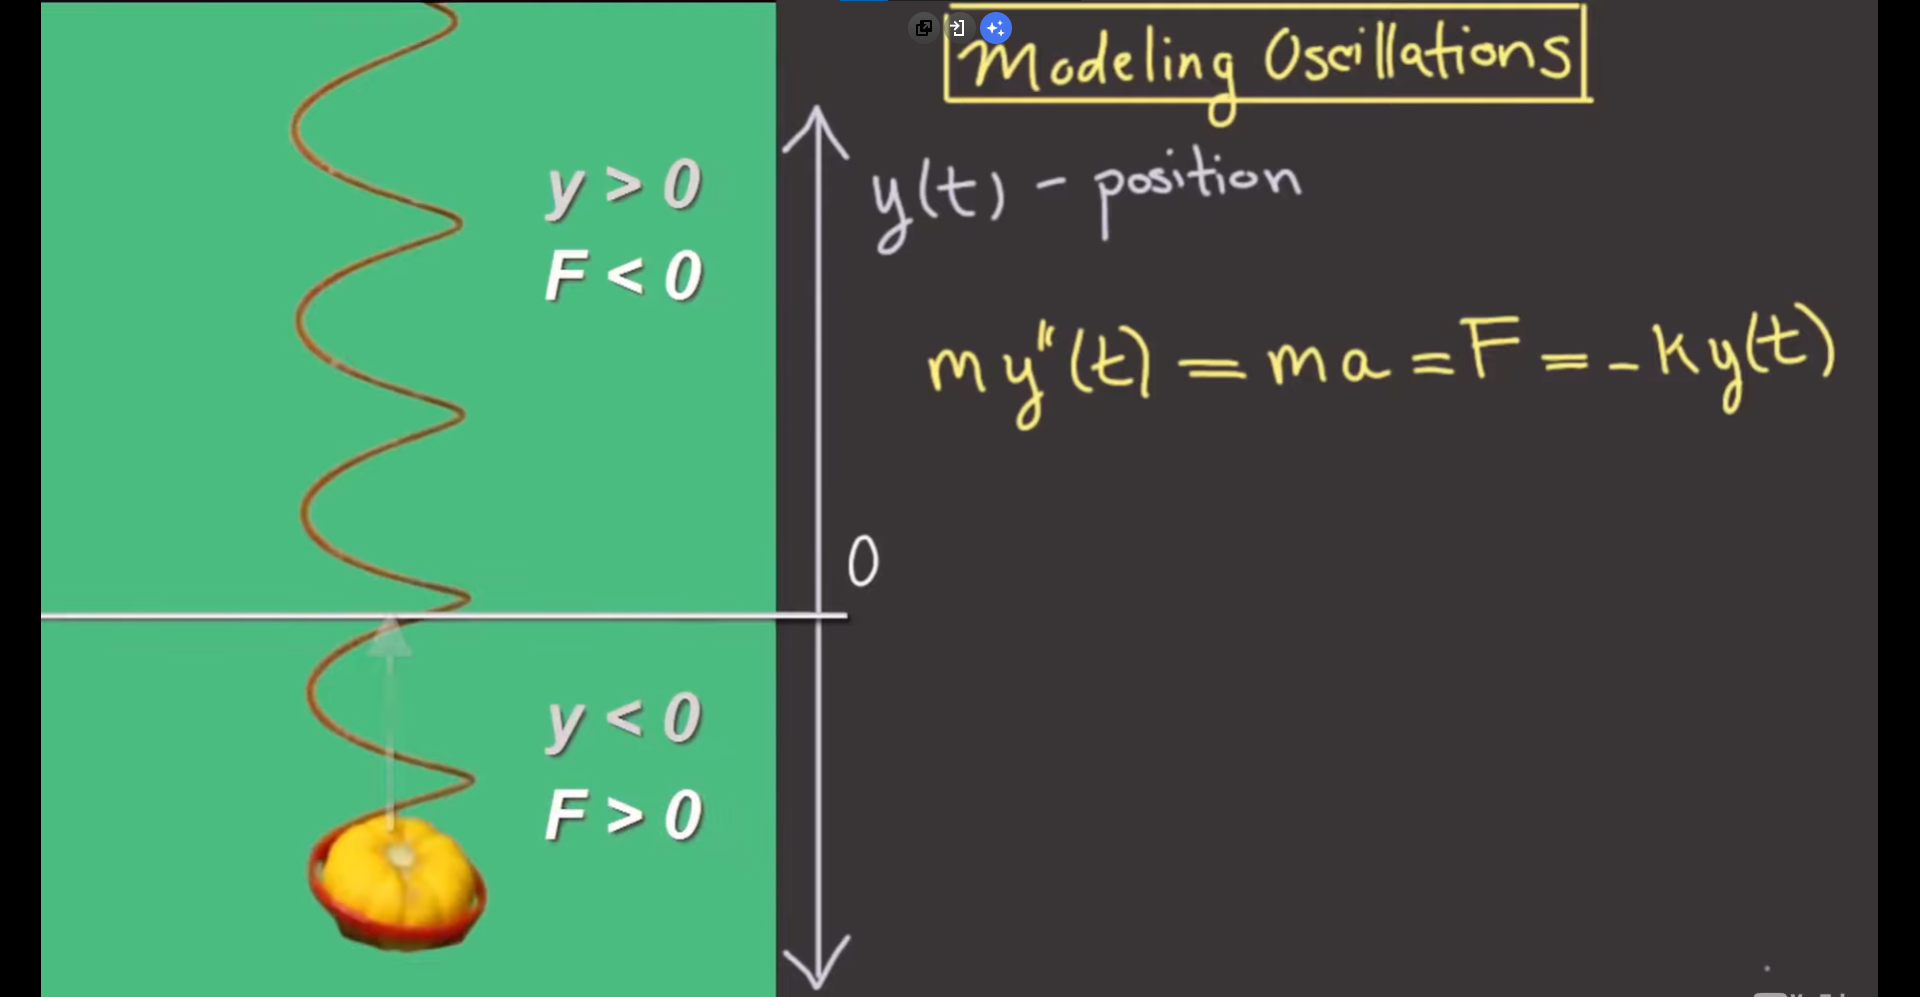 Modeling Oscillations
y > 0
F < 0
y(t) - position
my"(t) = ma = F = -ky(t)
0
y < 0
F > 0